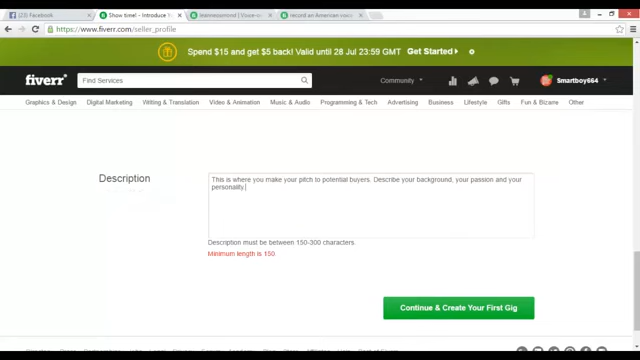 (23) Facebook
Show time! - Introduce Yo
record an American voice
https://www.fiverr.com/seller_profile
Spend $15 and get $5 back! Valid until 28 Jul 23:59 GMT Get Started
fiverr
Find Services
Community
Smartboy664
Graphics & Design Digital Marketing Writing & Translation Video & Animation Music & Audio Programming & Tech Advertising Business Lifestyle Gifts Fun & Bizarre Other
Description
This is where you make your pitch to potential buyers. Describe your background, your passion and your
personality.
Description must be between 150-300 characters.
Minimum length is 150
Continue & Create Your First Gig